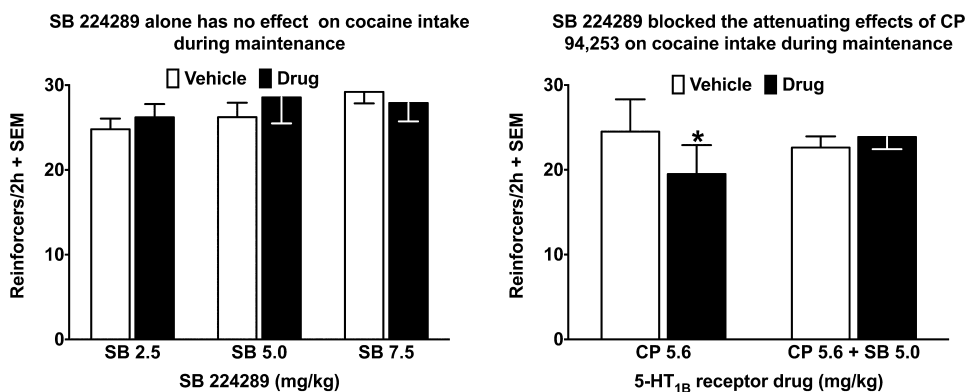 SB 224289 alone has no effect on cocaine intake
during maintenance
Vehicle Drug
30
20
10
0
Reinforcers/2h + SEM
SB 2.5 SB 5.0 SB 7.5
SB 224289 (mg/kg)
SB 224289 blocked the attenuating effects of CP
94,253 on cocaine intake during maintenance
Vehicle Drug
30
20
10
0
Reinforcers/2h + SEM
*
CP 5.6 CP 5.6 + SB 5.0
5-HT1B receptor drug (mg/kg)